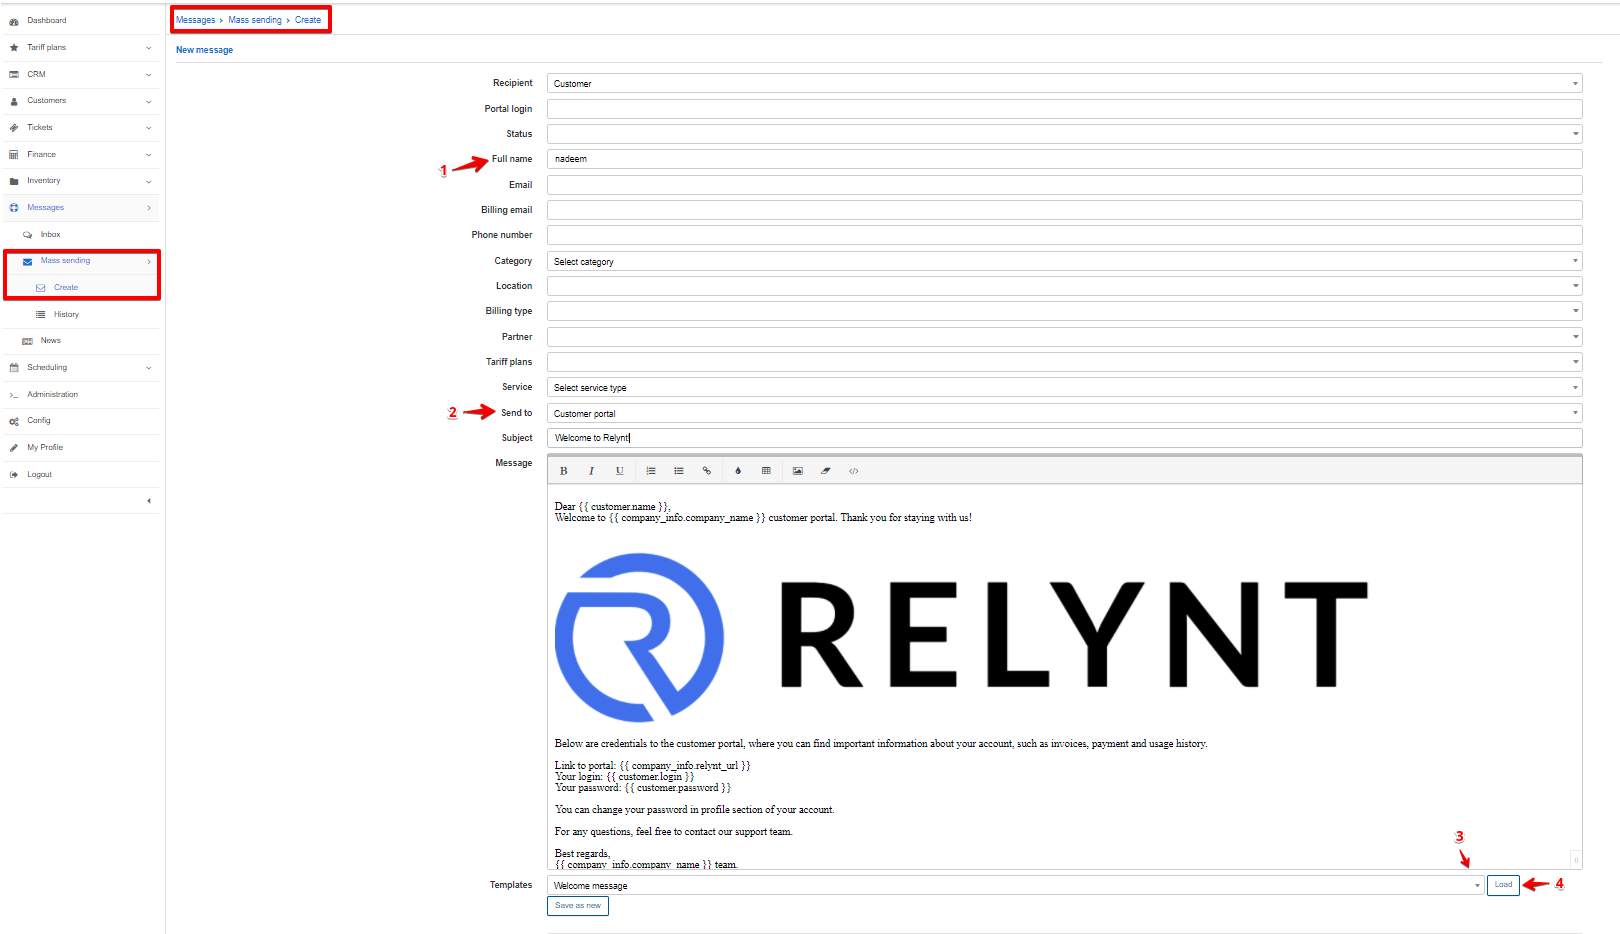 Dashboard
Tariff plans
CRM
Customers
Tickets
Finance
Inventory
Messages
Inbox
Mass sending
Create
History
News
Scheduling
Administration
Config
My Profile
Logout
Messages › Mass sending › Create
New message
Recipient Customer
Portal login
Status
1 Full name nadeem
Email
Billing email
Phone number
Category Select category
Location
Billing type
Partner
Tariff plans
Service Select service type
2 Send to Customer portal
Subject Welcome to Relynt
Message
B I U
Dear {{ customer.name }},
Welcome to {{ company_info.company_name }} customer portal. Thank you for staying with us!
RELYNT
Below are credentials to the customer portal, where you can find important information about your account, such as invoices, payment and usage history.
Link to portal: {{ company_info.relynt_url }}
Your login: {{ customer.login }}
Your password: {{ customer.password }}
You can change your password in profile section of your account.
For any questions, feel free to contact our support team.
Best regards,
{{ company_info.company_name }} team.
0
3
Templates Welcome message Load 4
Save as new